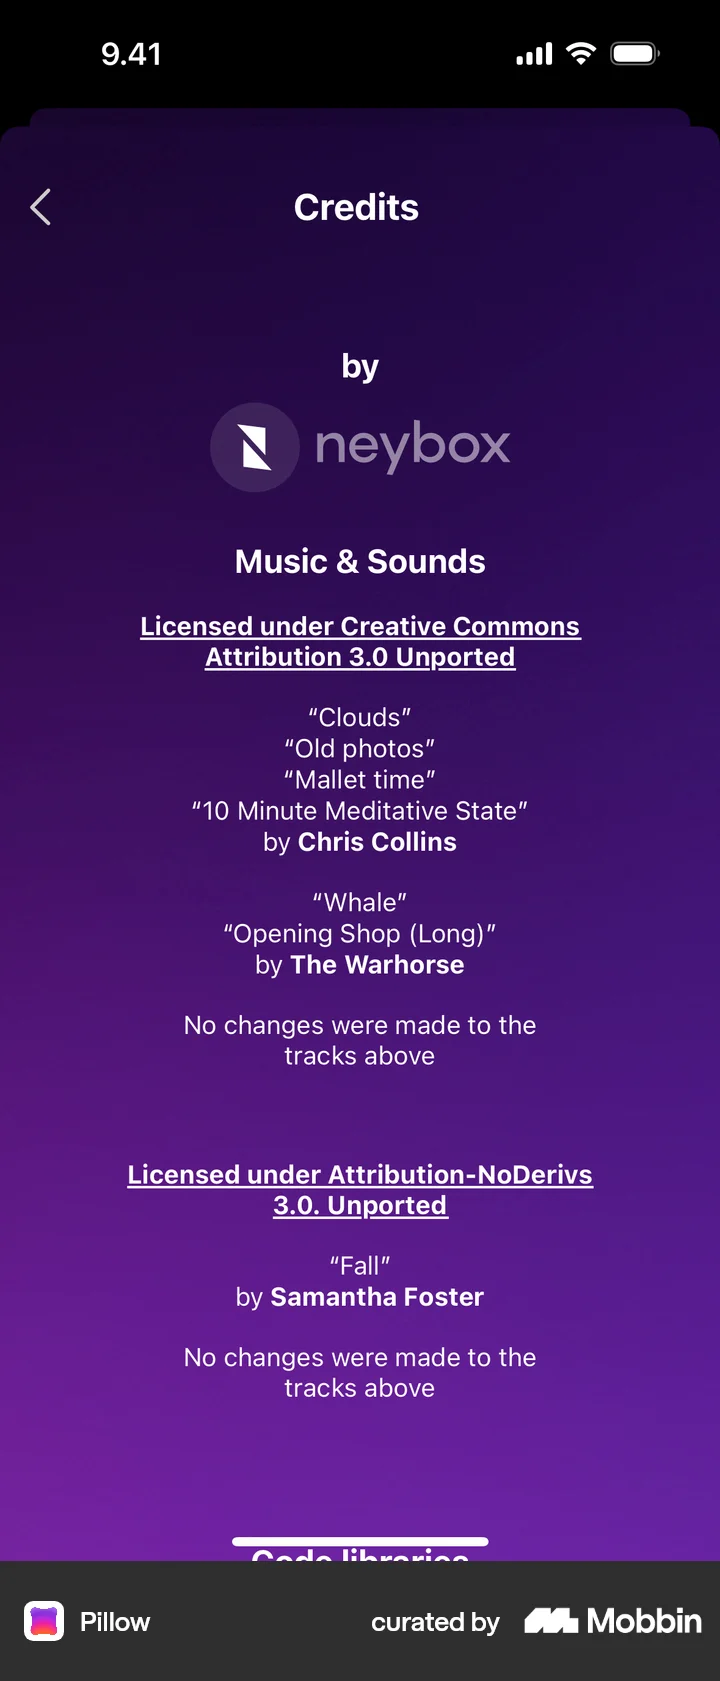 9.41
Credits
by
neybox
Music & Sounds
Licensed under Creative Commons
Attribution 3.0 Unported
“Clouds”
“Old photos”
“Mallet time”
“10 Minute Meditative State”
by Chris Collins
“Whale”
“Opening Shop (Long)”
by The Warhorse
No changes were made to the
tracks above
Licensed under Attribution-NoDerivs
3.0. Unported
“Fall”
by Samantha Foster
No changes were made to the
tracks above
Code libraries
Pillow
curated by Mobbin